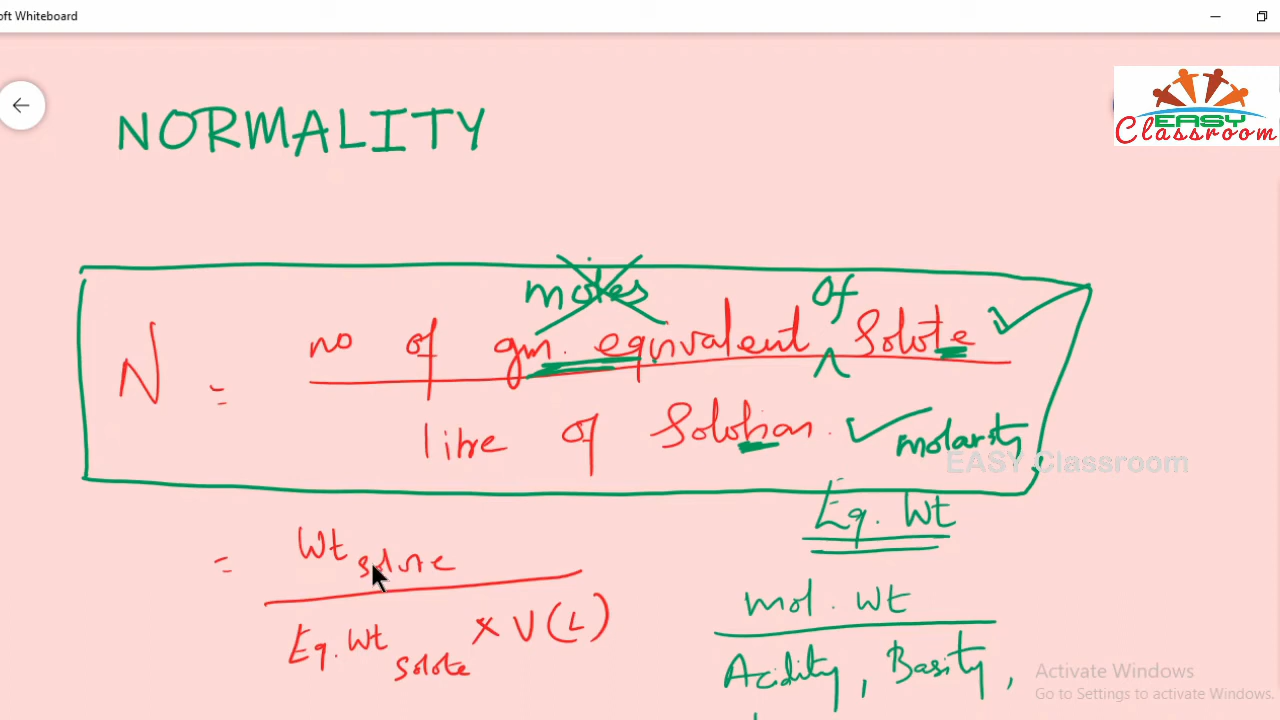 oft Whiteboard
EASY
Classroom
NORMALITY
moles
N = no of gm. equivalent Of Solute
litre of Solution. molarity
EASY Classroom
Eq. Wt
= Wt solute
Eq. Wt solute × V (L)
mol. wt
Acidity, Basity,
Activate Windows
Go to Settings to activate Windows.